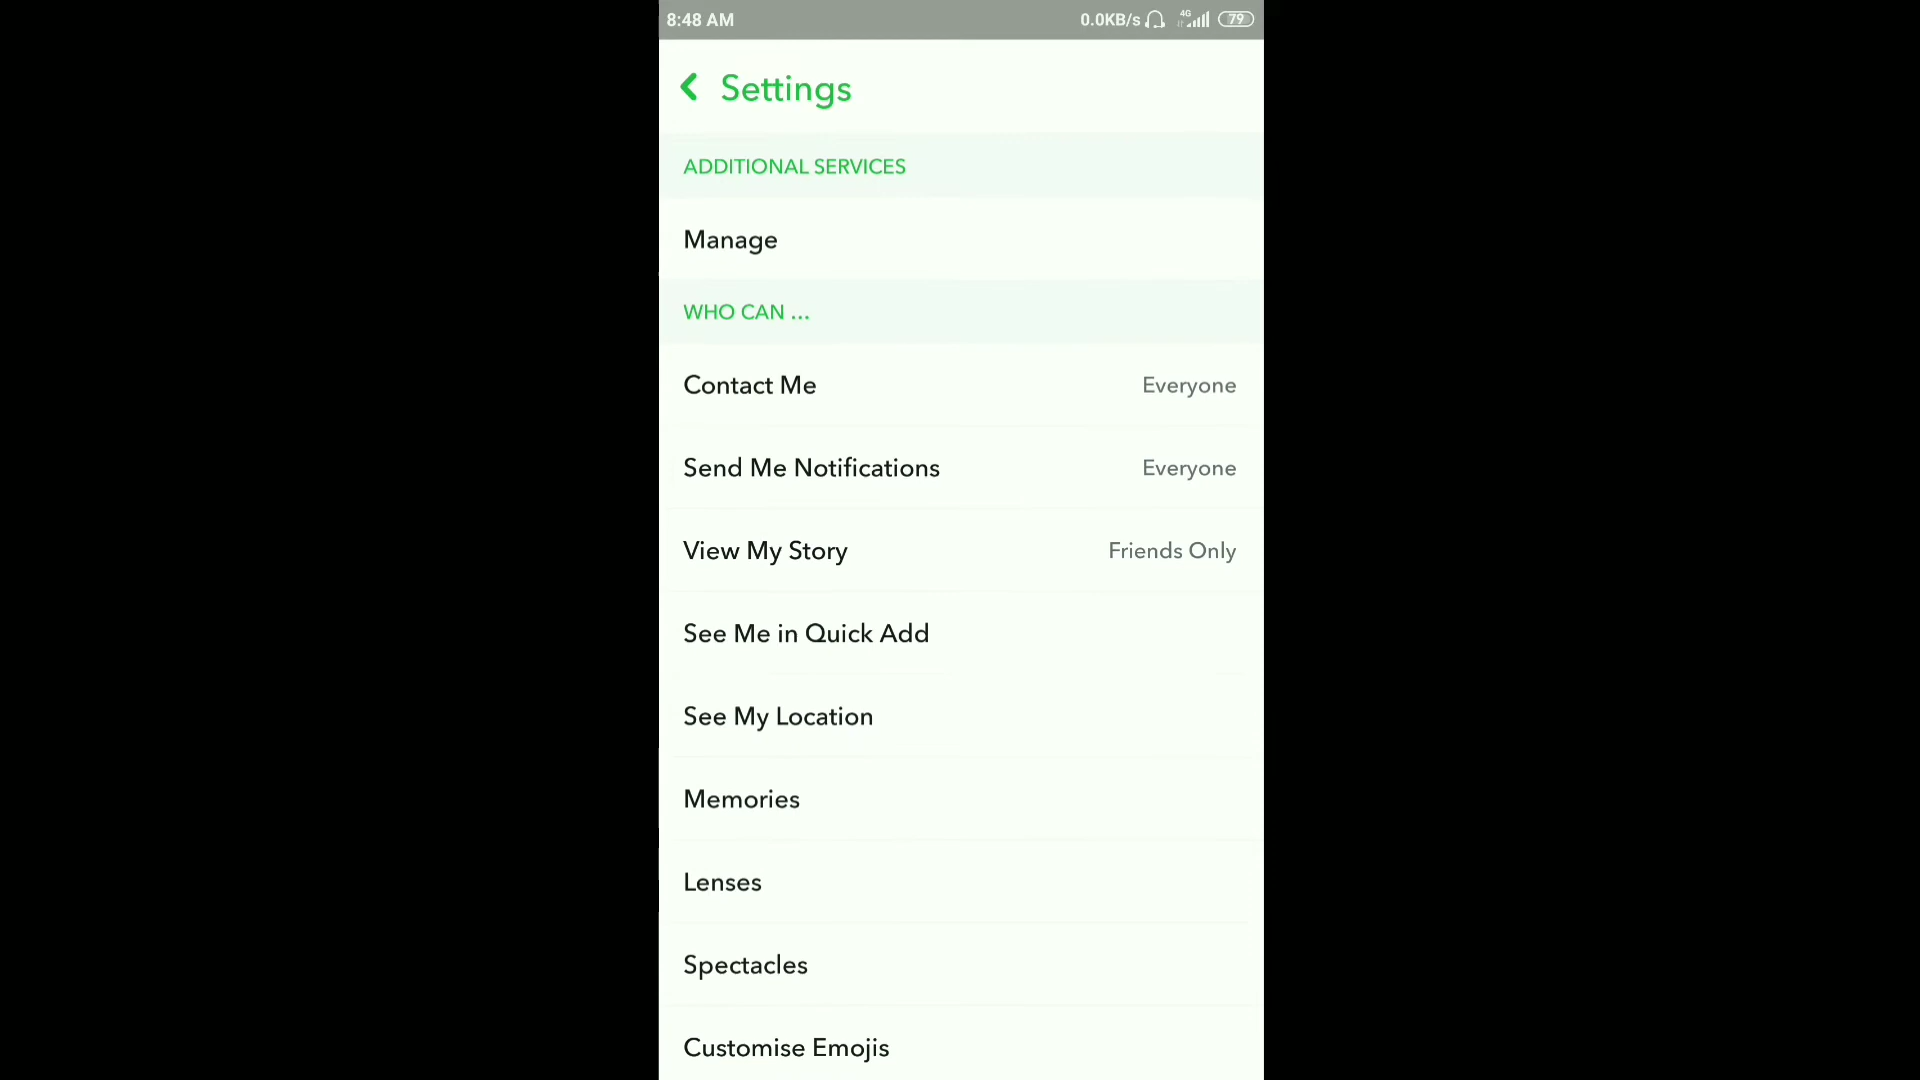 8:48 AM 0.0KB/s 4G 79
Settings
ADDITIONAL SERVICES
Manage
WHO CAN ...
Contact Me Everyone
Send Me Notifications Everyone
View My Story Friends Only
See Me in Quick Add
See My Location
Memories
Lenses
Spectacles
Customise Emojis